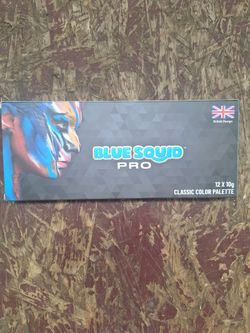 British Design
BLUE SQUID
PRO
12 X 10g
CLASSIC COLOR PALETTE